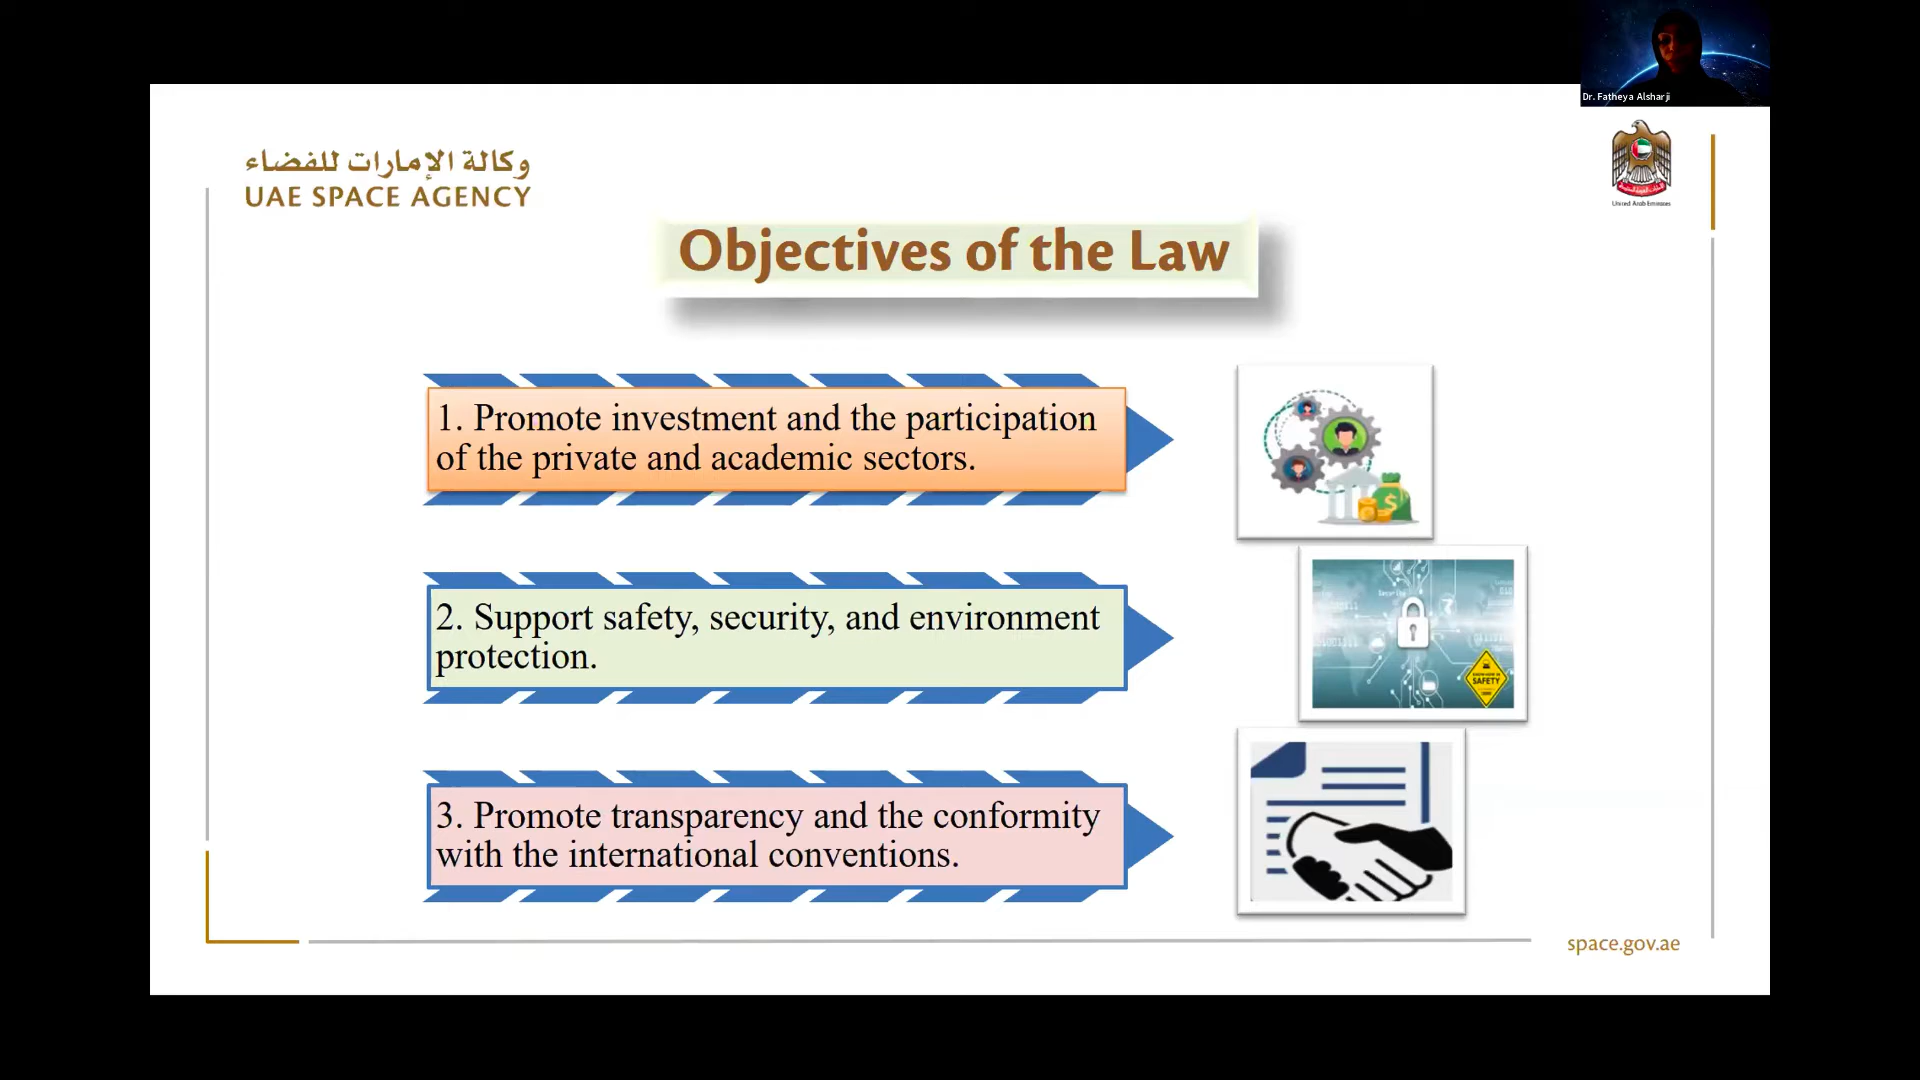 Dr. Fatheya Alsharji
وكالة الإمارات للفضاء
UAE SPACE AGENCY
United Arab Emirates
Objectives of the Law
1. Promote investment and the participation
of the private and academic sectors.
2. Support safety, security, and environment
protection.
Security
SAFETY
3. Promote transparency and the conformity
with the international conventions.
space.gov.ae